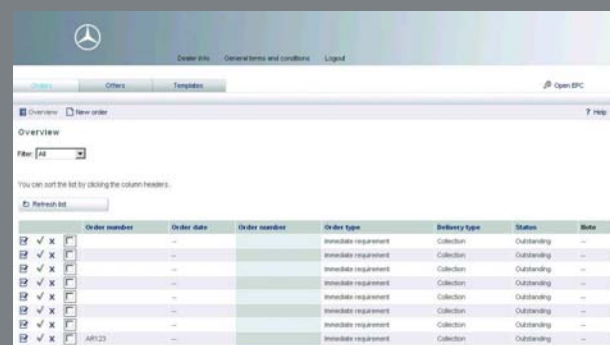 Dealer info General terms and conditions Logout
Orders Offers Templates Open EPC
Overview New order ? Help
Overview
Filter: All
You can sort the list by clicking the column headers.
Refresh list
Order number Order date Order number Order type Delivery type Status Note
-- Immediate requirement Collection Outstanding --
-- Immediate requirement Collection Outstanding --
-- Immediate requirement Collection Outstanding --
-- Immediate requirement Collection Outstanding --
-- Immediate requirement Collection Outstanding --
-- Immediate requirement Collection Outstanding --
-- Immediate requirement Collection Outstanding --
AR123 -- Immediate requirement Collection Outstanding --